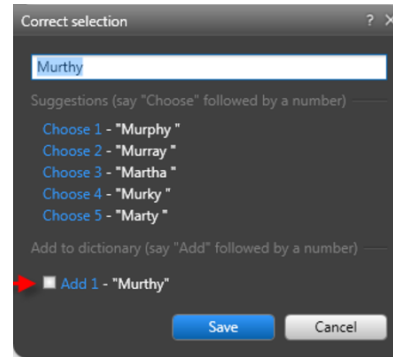 Correct selection ? X
Murthy
Suggestions (say "Choose" followed by a number)
Choose 1 - "Murphy "
Choose 2 - "Murray "
Choose 3 - "Martha "
Choose 4 - "Murky "
Choose 5 - "Marty "
Add to dictionary (say "Add" followed by a number)
Add 1 - "Murthy"
Save Cancel